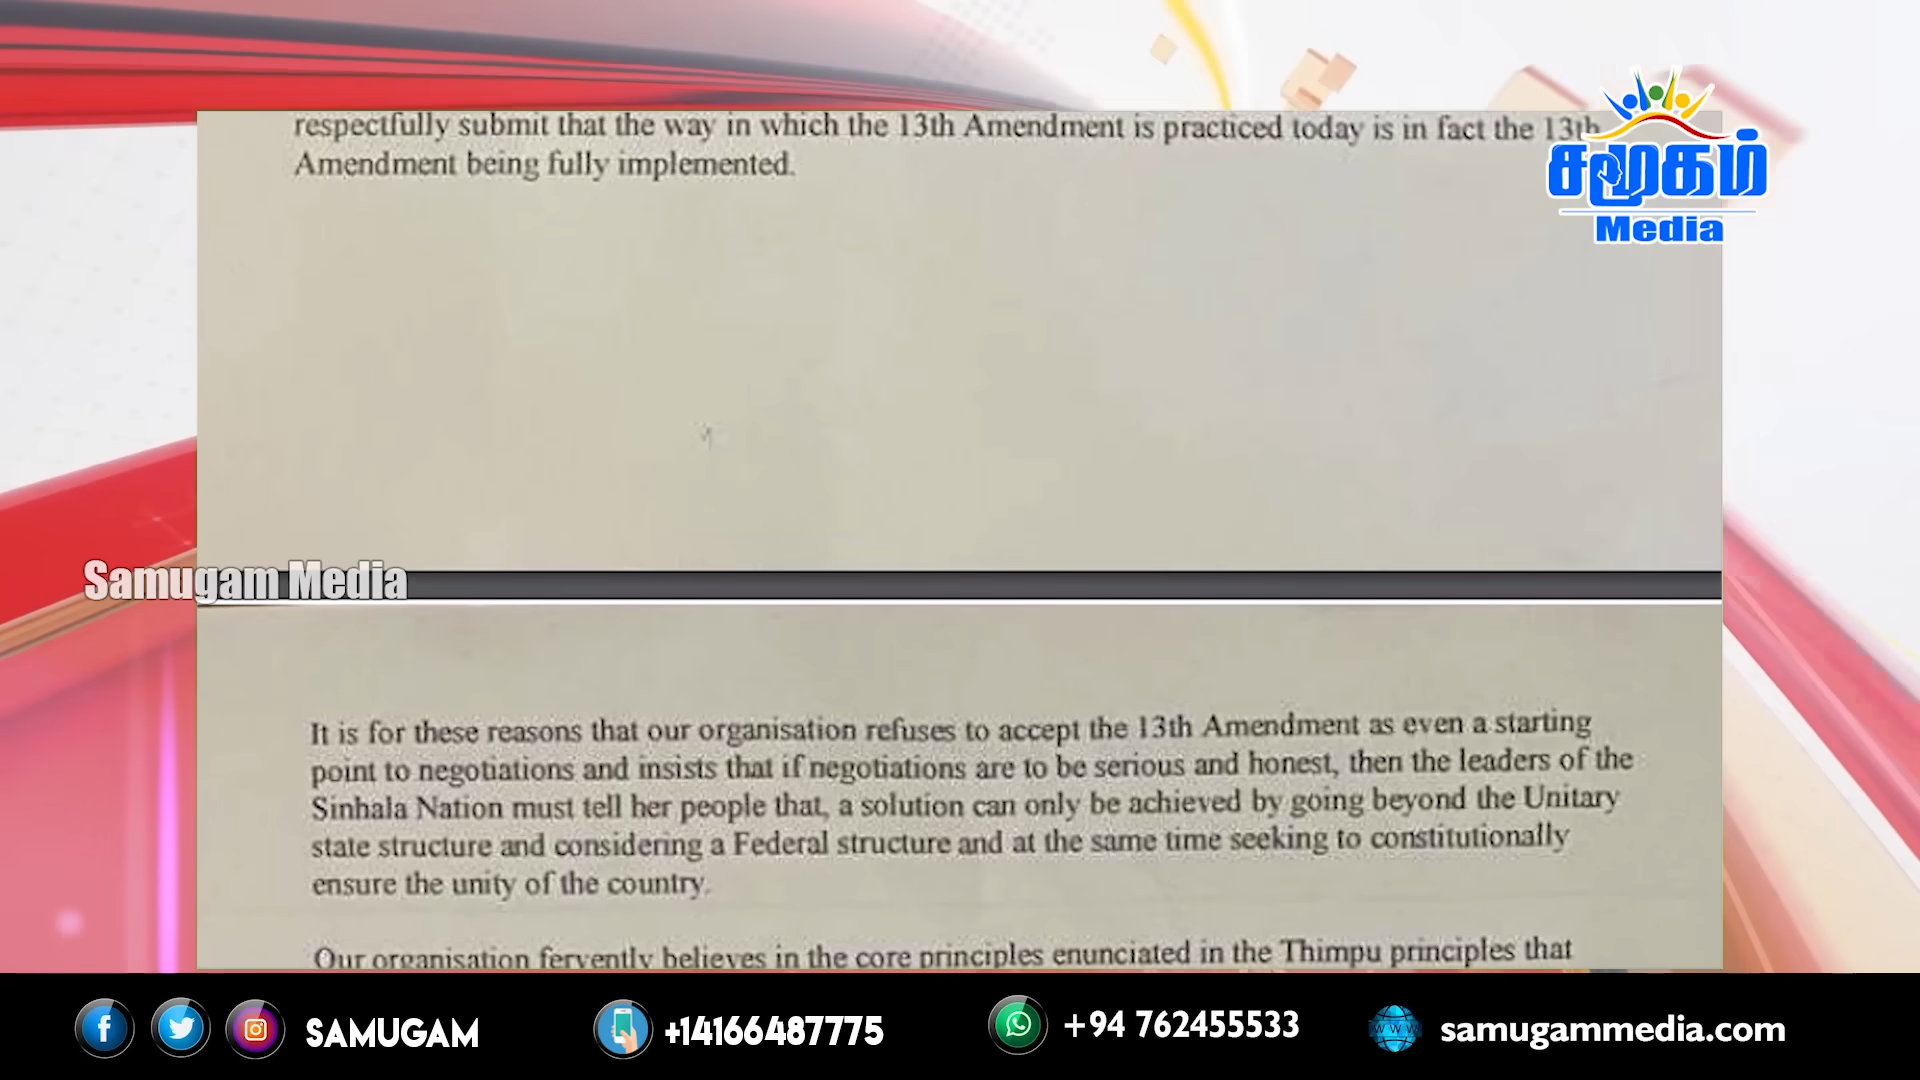 respectfully submit that the way in which the 13th Amendment is practiced today is in fact the 13th
Amendment being fully implemented.
சமூகம்
Media
Samugam Media
It is for these reasons that our organisation refuses to accept the 13th Amendment as even a starting
point to negotiations and insists that if negotiations are to be serious and honest, then the leaders of the
Sinhala Nation must tell her people that, a solution can only be achieved by going beyond the Unitary
state structure and considering a Federal structure and at the same time seeking to constitutionally
ensure the unity of the country.
Our organisation fervently believes in the core principles enunciated in the Thimpu principles that
SAMUGAM
+14166487775
+94 762455533
WWW
samugammedia.com